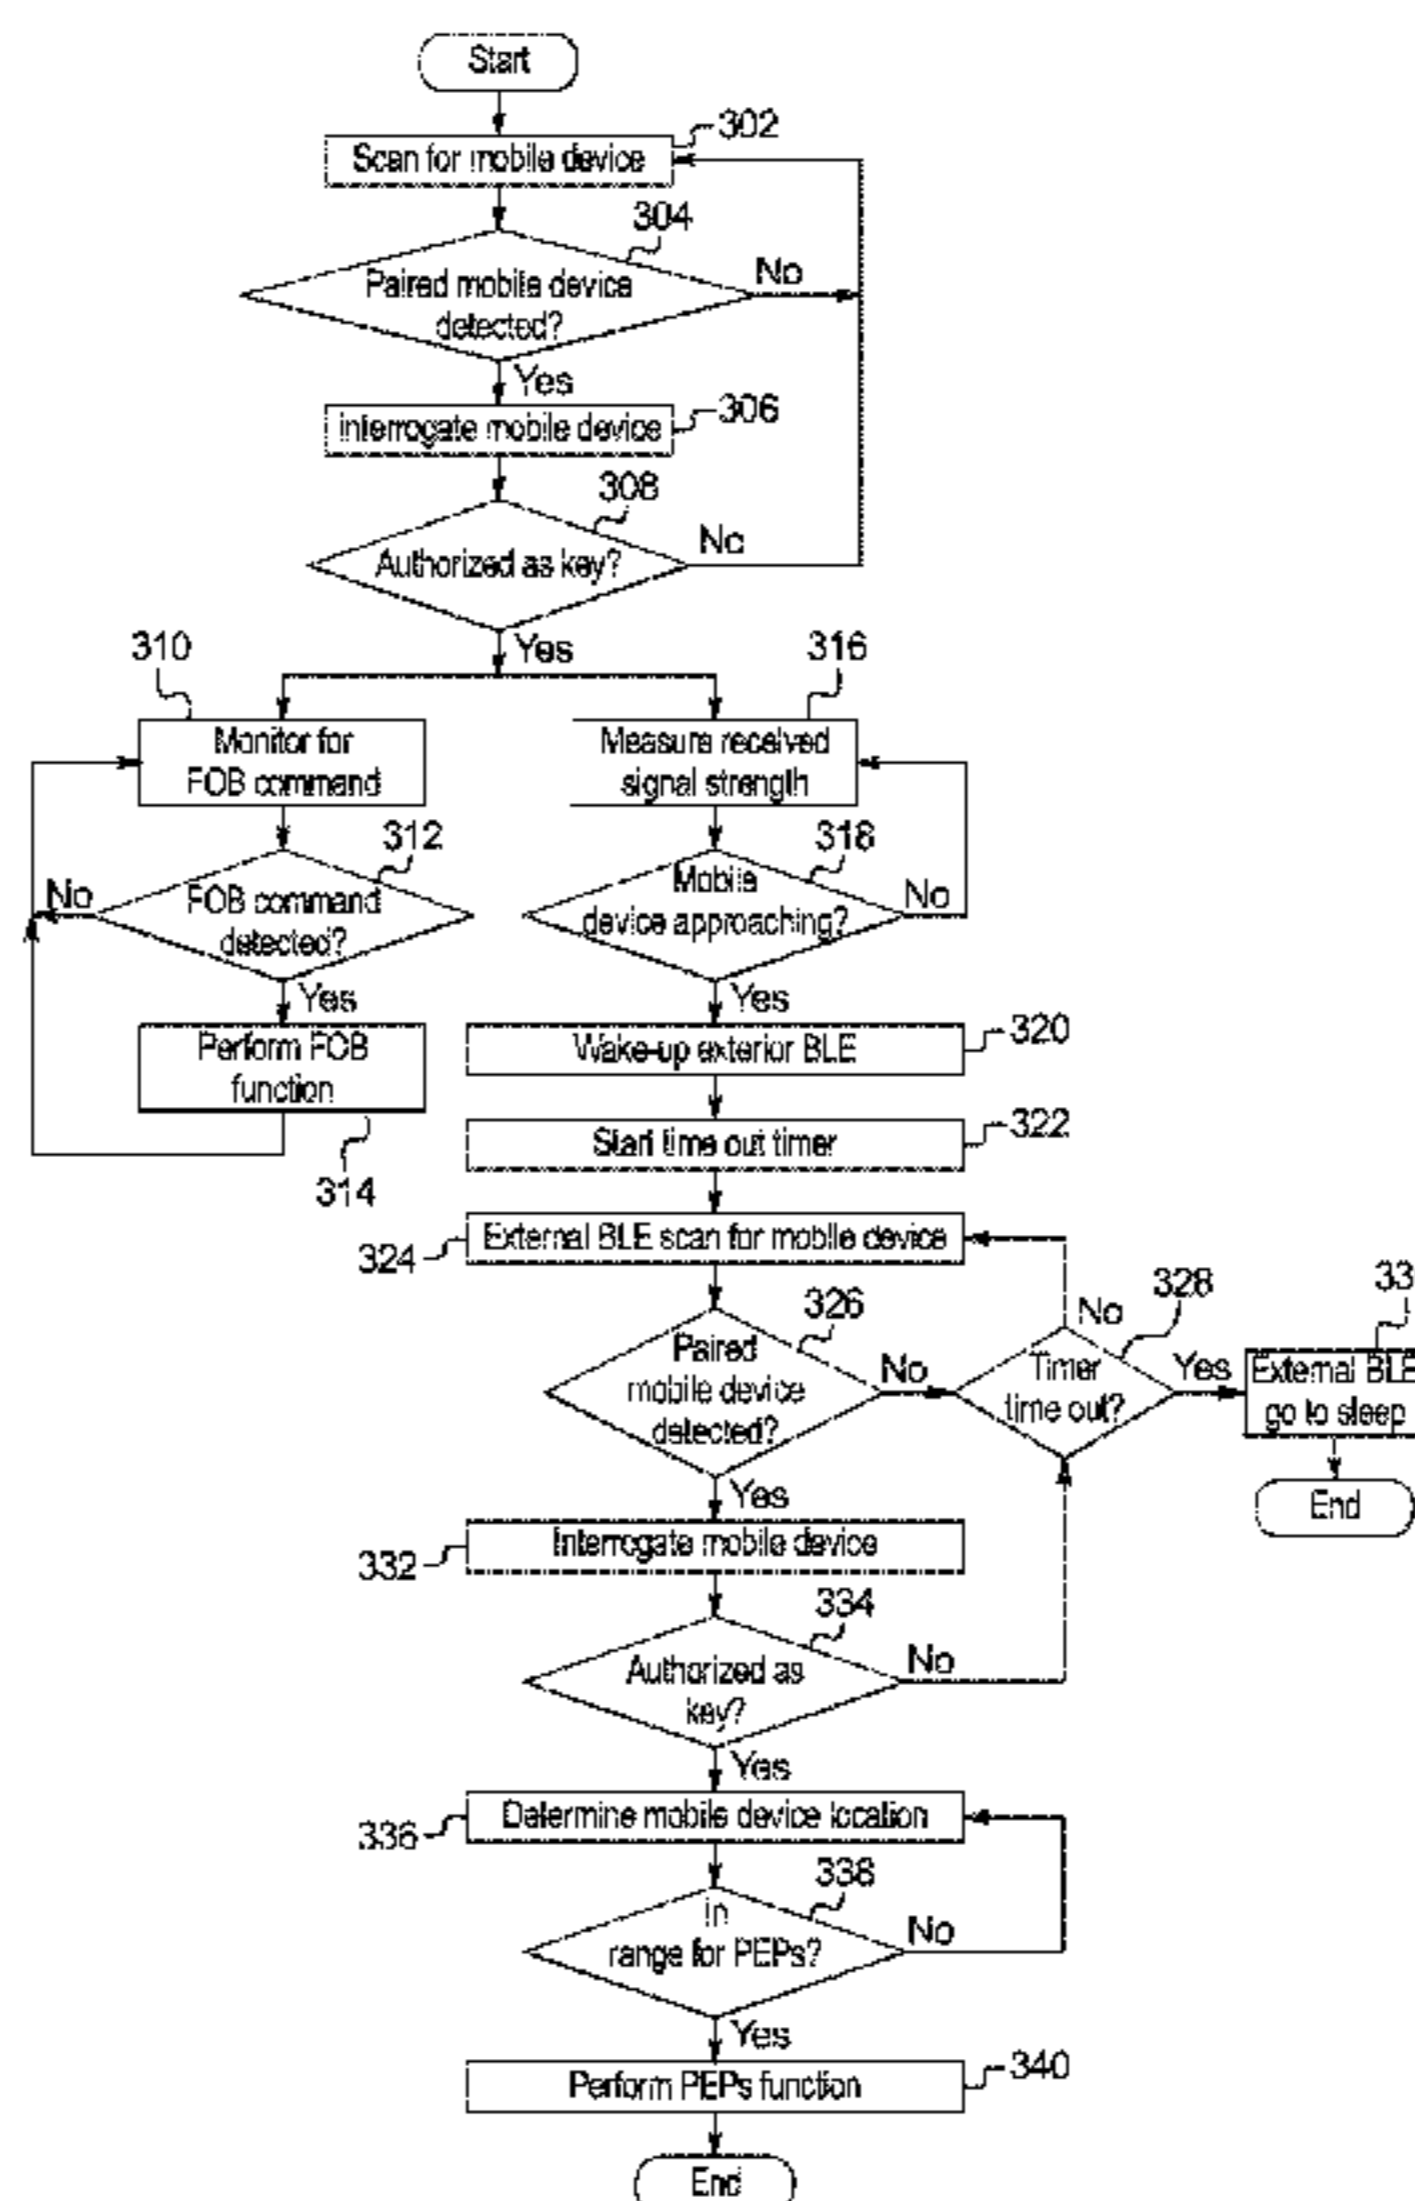 Start
302
Scan for mobile device
304
Paired mobile device
detected?
No
Yes
306
interrogate mobile device
308
Authorized as key?
No
Yes
310
316
Monitor for
FOB command
Measure received
signal strength
312
318
FOB command
detected?
No
Mobile
device approaching?
No
Yes
Yes
Perform FOB
function
314
Wake-up exterior BLE
320
Start time out timer
322
External BLE scan for mobile device
324
326
328
Paired
mobile device
detected?
No
No
Timer
time out?
Yes
33
External BLE
go to sleep
End
Yes
Interrogate mobile device
332
334
Authorized as
key?
No
Yes
Determine mobile device location
336
338
in
range for PEPs?
No
Yes
Perform PEPs function
340
End